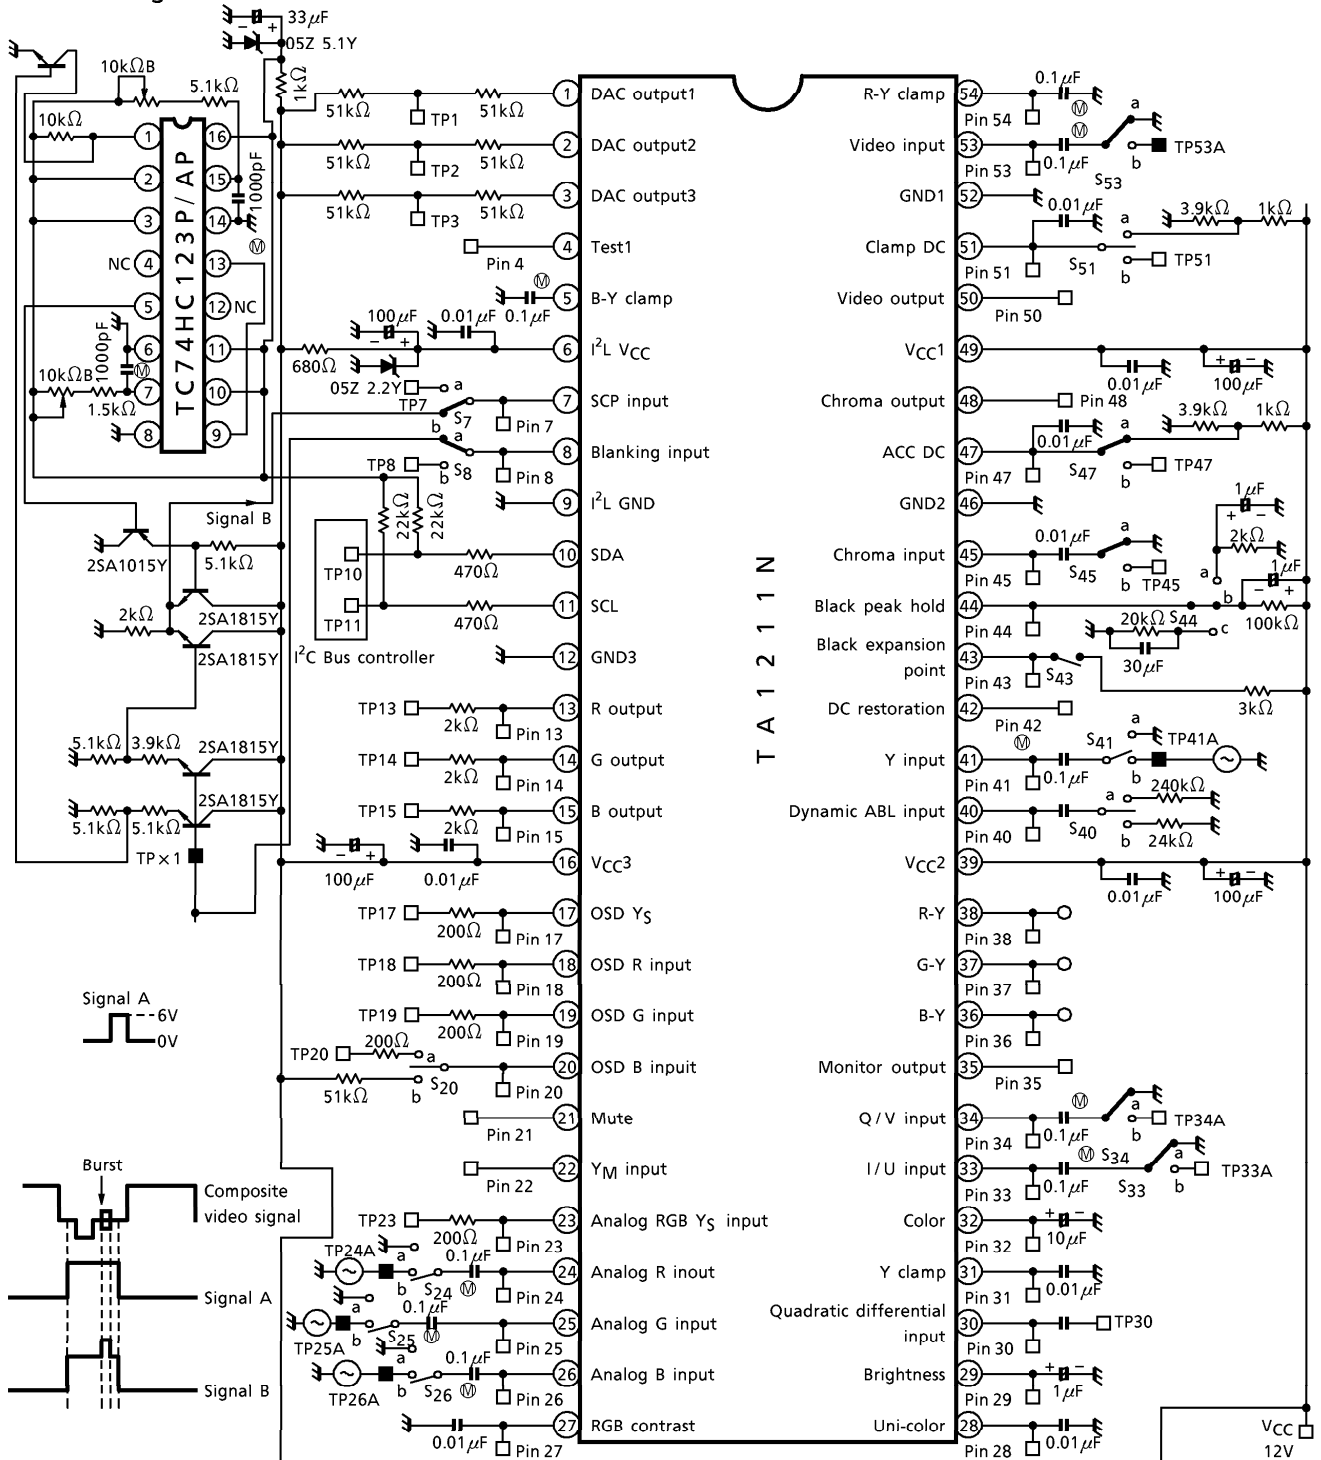 33μF
− +
05Z 5.1Y
10kΩB
5.1kΩ
1kΩ
10kΩ
1 16
2 15
3 14
NC 4 13
5 12 NC
6 11
7 10
8 9
TC74HC123P/AP
1000pF
M
1000pF
M
10kΩB
1.5kΩ
51kΩ 51kΩ
TP1
51kΩ 51kΩ
TP2
51kΩ 51kΩ
TP3
Pin 4
M
0.1μF
100μF 0.01μF
− +
680Ω
05Z 2.2Y
a
TP7
b S7
Pin 7
a
TP8
b S8
Pin 8
Signal B
22kΩ
22kΩ
2SA1015Y
5.1kΩ
2kΩ
2SA1815Y
2SA1815Y
TP10
470Ω
TP11
470Ω
I2C Bus controller
5.1kΩ 3.9kΩ 2SA1815Y
2SA1815Y
5.1kΩ 5.1kΩ
TP×1
TP13
2kΩ Pin 13
TP14
2kΩ Pin 14
TP15
2kΩ Pin 15
− +
100μF 0.01μF
TP17
200Ω Pin 17
TP18
200Ω Pin 18
TP19
200Ω Pin 19
200Ω
TP20 a
S20
51kΩ b
Pin 20
Pin 21
Pin 22
TP23
200Ω Pin 23
TP24A a 0.1μF
b S24 M Pin 24
a 0.1μF
TP25A b S25 M Pin 25
a 0.1μF
TP26A b S26 M Pin 26
0.01μF Pin 27
Signal A
6V
0V
Burst
Composite
video signal
Signal A
Signal B
TA1211N
1 DAC output1
2 DAC output2
3 DAC output3
4 Test1
5 B-Y clamp
6 I2L VCC
7 SCP input
8 Blanking input
9 I2L GND
10 SDA
11 SCL
12 GND3
13 R output
14 G output
15 B output
16 VCC3
17 OSD YS
18 OSD R input
19 OSD G input
20 OSD B inpuit
21 Mute
22 YM input
23 Analog RGB YS input
24 Analog R inout
25 Analog G input
26 Analog B input
27 RGB contrast
R-Y clamp 54
Video input 53
GND1 52
Clamp DC 51
Video output 50
VCC1 49
Chroma output 48
ACC DC 47
GND2 46
Chroma input 45
Black peak hold 44
Black expansion
point 43
DC restoration 42
Y input 41
Dynamic ABL input 40
VCC2 39
R-Y 38
G-Y 37
B-Y 36
Monitor output 35
Q/V input 34
I/U input 33
Color 32
Y clamp 31
Quadratic differential
input 30
Brightness 29
Uni-color 28
0.1μF
Pin 54 M
M a
Pin 53 0.1μF b TP53A
S53
0.01μF a 3.9kΩ 1kΩ
Pin 51 S51 b TP51
Pin 50
+ −
0.01μF 100μF
Pin 48
3.9kΩ 1kΩ
0.01μF a
Pin 47 S47 b TP47
1μF
+ −
2kΩ
0.01μF a
Pin 45 S45 b TP45
a 1μF
b − +
Pin 44
20kΩ S44 100kΩ
c
30μF
Pin 43 S43
3kΩ
Pin 42
M S41 a TP41A
Pin 41 0.1μF b
240kΩ
a
Pin 40 S40 b 24kΩ
+ −
0.01μF 100μF
Pin 38
Pin 37
Pin 36
Pin 35
M a
Pin 34 0.1μF b TP34A
M S34 a
Pin 33 0.1μF S33 b TP33A
+ −
Pin 32 10μF
Pin 31 0.01μF
Pin 30 TP30
+ −
Pin 29 1μF
Pin 28 0.01μF
VCC
12V